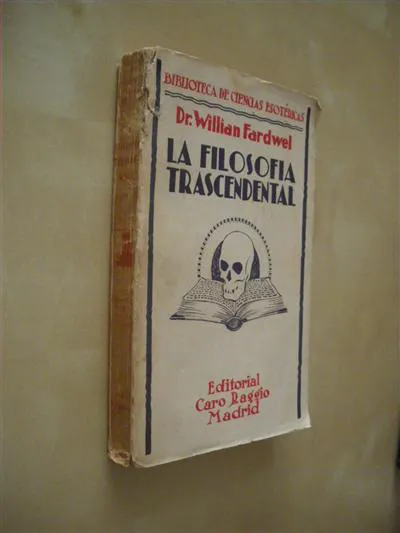 BIBLIOTECA DE CIENCIAS ESOTÉRICAS
Dr. Willian Fardwel
LA FILOSOFIA
TRASCENDENTAL
Editorial
Caro Raggio
Madrid